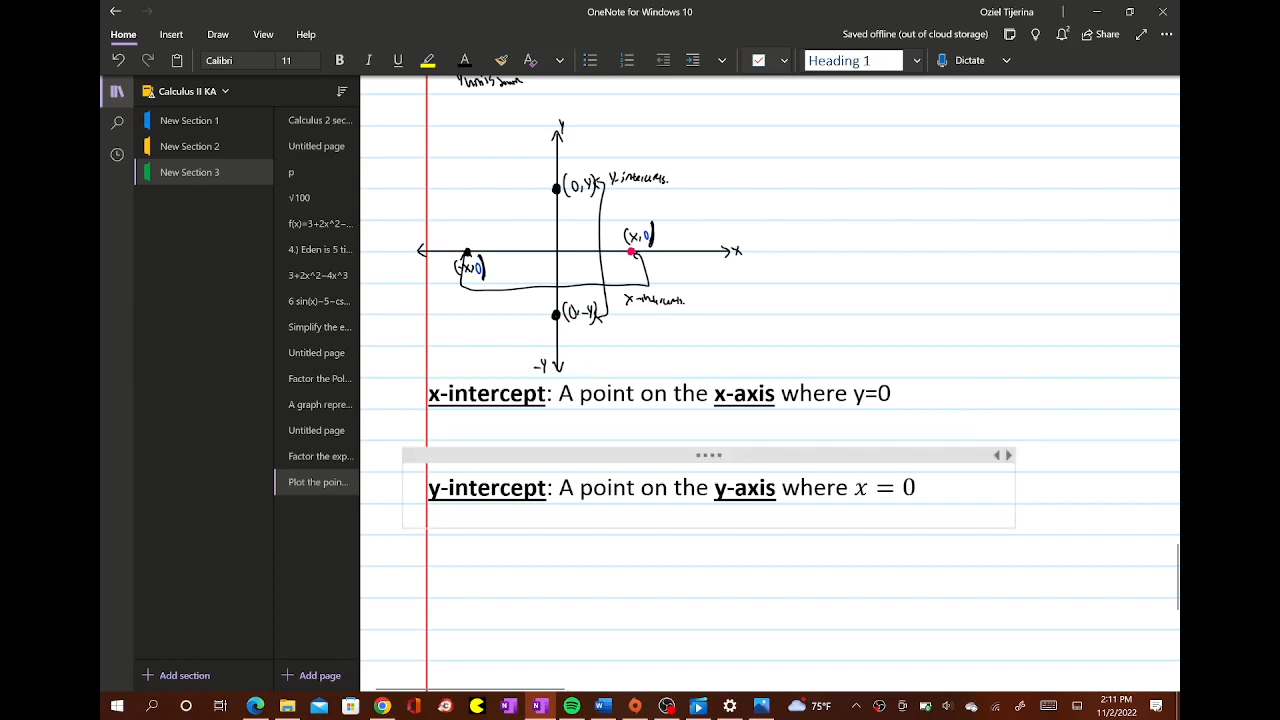 OneNote for Windows 10
Oziel Tijerina
Home Insert Draw View Help
Saved offline (out of cloud storage)
Share
Calibri 11 B I U A Heading 1 Dictate
Calculus II KA
New Section 1
New Section 2
New Section 3
Add section
Calculus 2 sec...
Untitled page
p
√100
f(x)=3+2x^2−...
4.) Eden is 5 ti...
3+2x^2−4x^3
6 sin(x)−5−cs...
Simplify the e...
Untitled page
Factor the Pol...
A graph repre...
Untitled page
Factor the exp...
Plot the poin...
Add page
Y
(0,Y)
Y-intercepts.
(x,0)
x
(-x,0)
x-intercepts.
(0,-Y)
-Y
x-intercept: A point on the x-axis where y=0
y-intercept: A point on the y-axis where x = 0
75°F
2:11 PM
11/2/2022